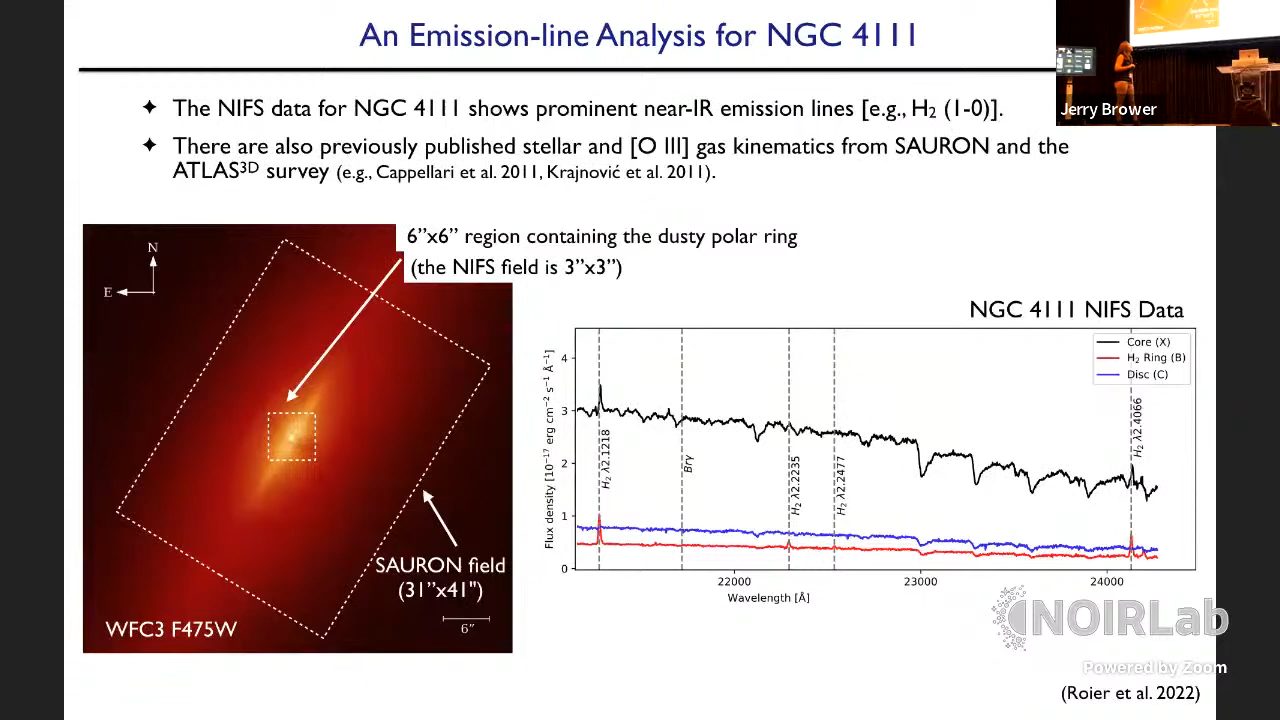 An Emission-line Analysis for NGC 4111
Jerry Brower
✦ The NIFS data for NGC 4111 shows prominent near-IR emission lines [e.g., H₂ (1-0)].
✦ There are also previously published stellar and [O III] gas kinematics from SAURON and the
ATLAS³ᴰ survey (e.g., Cappellari et al. 2011, Krajnović et al. 2011).
6”x6” region containing the dusty polar ring
(the NIFS field is 3”x3”)
N
E
SAURON field
(31”x41")
6″
WFC3 F475W
NGC 4111 NIFS Data
Core (X)
H₂ Ring (B)
Disc (C)
H₂ λ2.1218
Brγ
H₂ λ2.2235
H₂ λ2.2477
H₂ λ2.4066
Flux density [10⁻¹⁷ erg cm⁻² s⁻¹ Å⁻¹]
4
3
2
1
0
22000
23000
24000
Wavelength [Å]
NOIRLab
Powered by Zoom
(Roier et al. 2022)